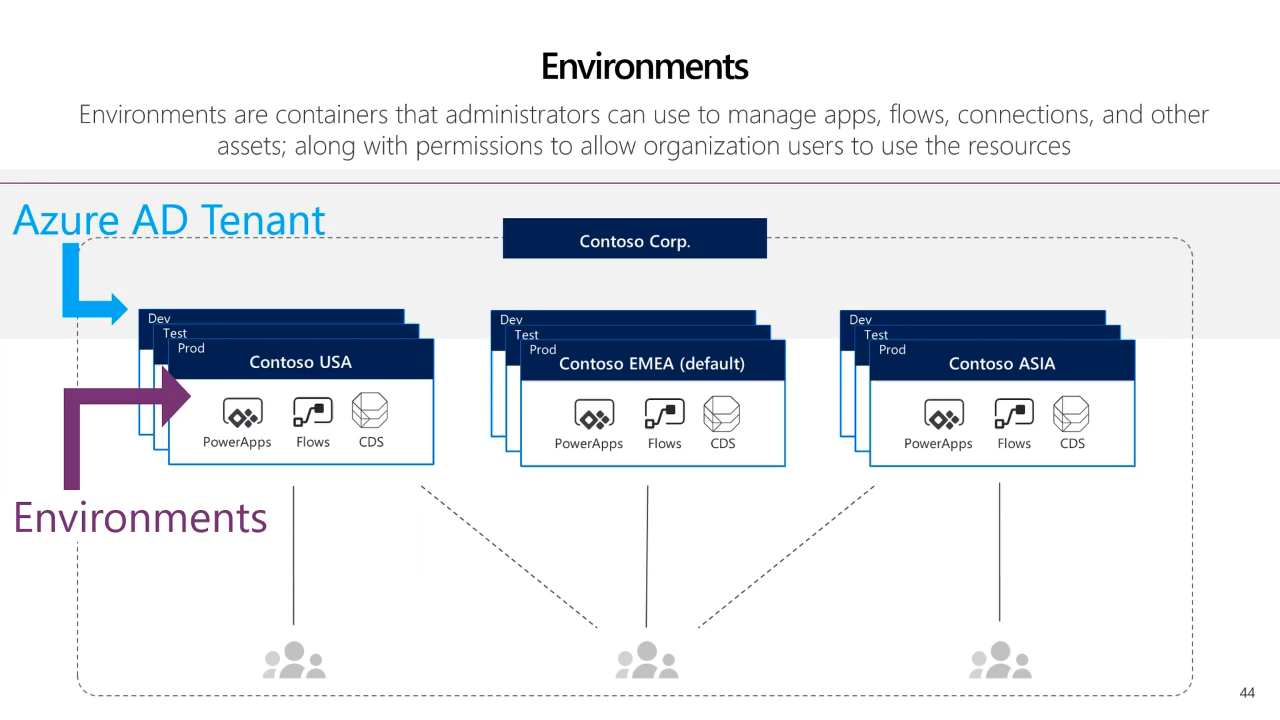 Environments
Environments are containers that administrators can use to manage apps, flows, connections, and other
assets; along with permissions to allow organization users to use the resources
Azure AD Tenant
Contoso Corp.
Dev
Test
Prod
Contoso USA
PowerApps
Flows
CDS
Dev
Test
Prod
Contoso EMEA (default)
PowerApps
Flows
CDS
Dev
Test
Prod
Contoso ASIA
PowerApps
Flows
CDS
Environments
44